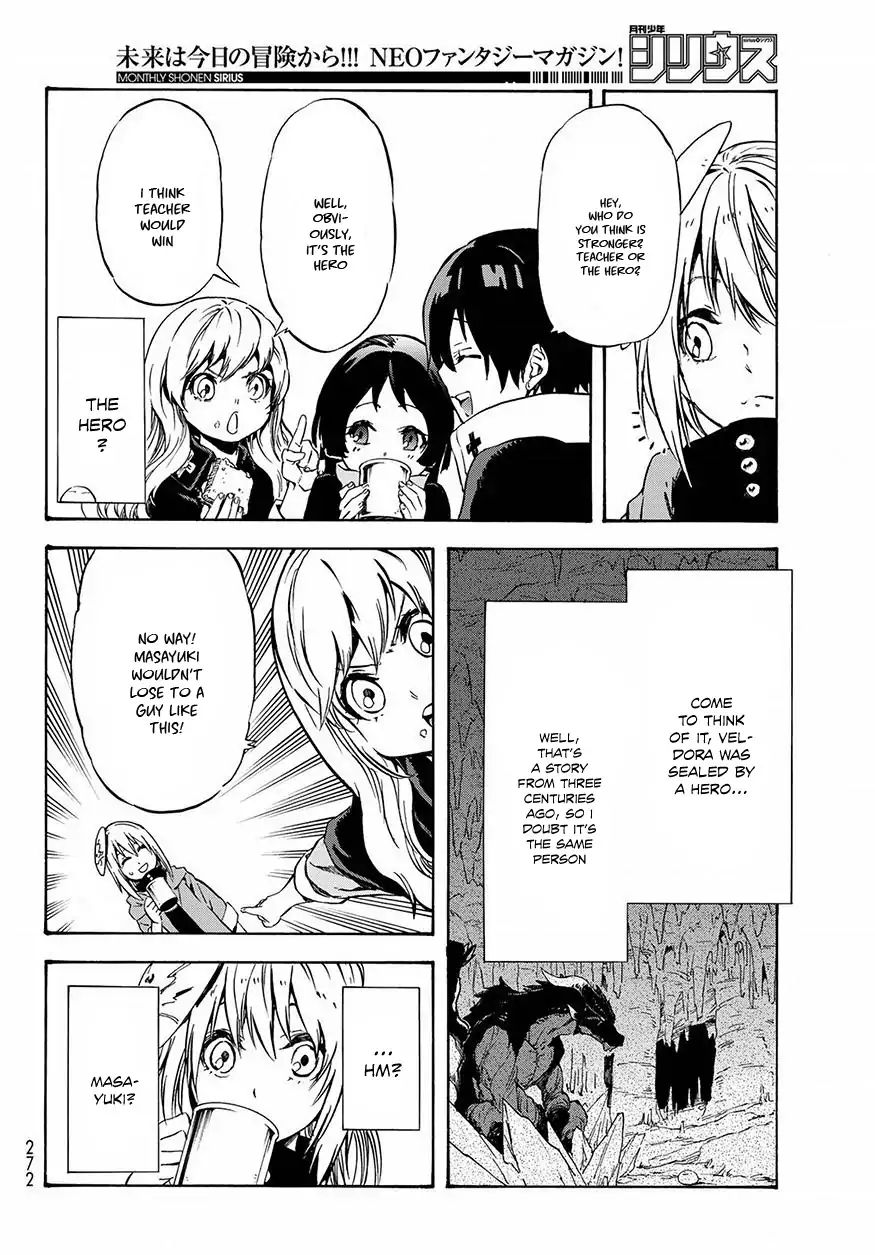 未来は今日の冒険から!!! NEOファンタジーマガジン!
月刊少年
シリウス
MONTHLY SHONEN SIRIUS
HEY,
WHO DO
YOU THINK IS
STRONGER?
TEACHER OR
THE HERO?
WELL,
OBVI-
OUSLY,
IT'S THE
HERO
I THINK
TEACHER
WOULD
WIN
THE
HERO
?
COME
TO THINK
OF IT, VEL-
DORA WAS
SEALED BY
A HERO...
WELL,
THAT'S
A STORY
FROM THREE
CENTURIES
AGO, SO I
DOUBT IT'S
THE SAME
PERSON
NO WAY!
MASAYUKI
WOULDN'T
LOSE TO A
GUY LIKE
THIS!
...
HM?
MASA-
YUKI?
272